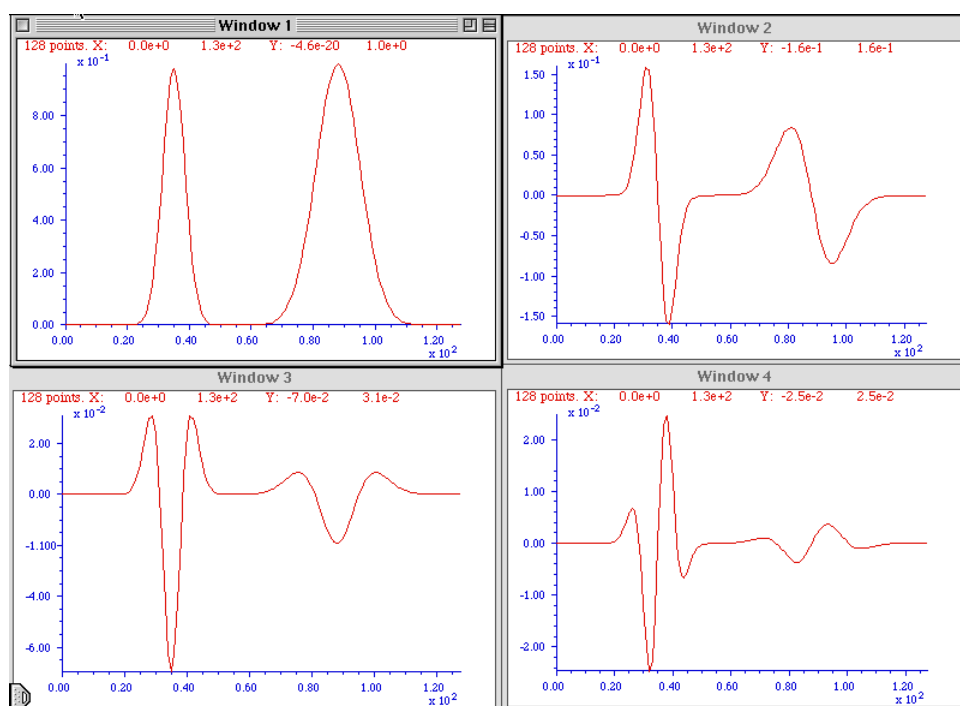 Window 1
128 points. X: 0.0e+0 1.3e+2 Y: -4.6e-20 1.0e+0
x 10⁻¹
8.00
6.00
4.00
2.00
0.00
0.00 0.20 0.40 0.60 0.80 1.00 1.20
x 10²
Window 2
128 points. X: 0.0e+0 1.3e+2 Y: -1.6e-1 1.6e-1
x 10⁻¹
1.50
1.00
0.50
0.00
-0.50
-1.00
-1.50
0.00 0.20 0.40 0.60 0.80 1.00 1.20
x 10²
Window 3
128 points. X: 0.0e+0 1.3e+2 Y: -7.0e-2 3.1e-2
x 10⁻²
2.00
0.00
-1.100
-4.00
-6.00
0.00 0.20 0.40 0.60 0.80 1.00 1.20
x 10²
Window 4
128 points. X: 0.0e+0 1.3e+2 Y: -2.5e-2 2.5e-2
x 10⁻²
2.00
1.00
0.00
-1.00
-2.00
0.00 0.20 0.40 0.60 0.80 1.00 1.20
x 10²